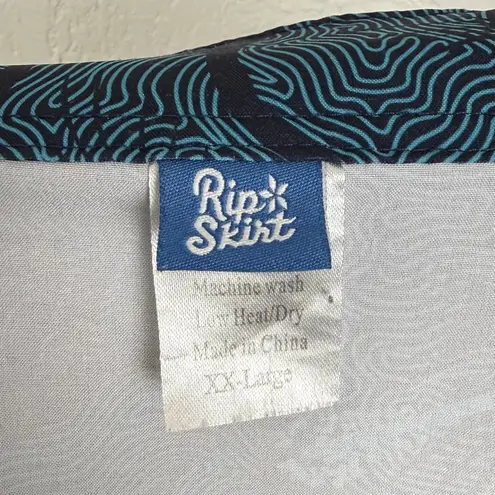 Rip
Skirt
Machine wash
Low Heat/Dry
Made in China
XX-Large